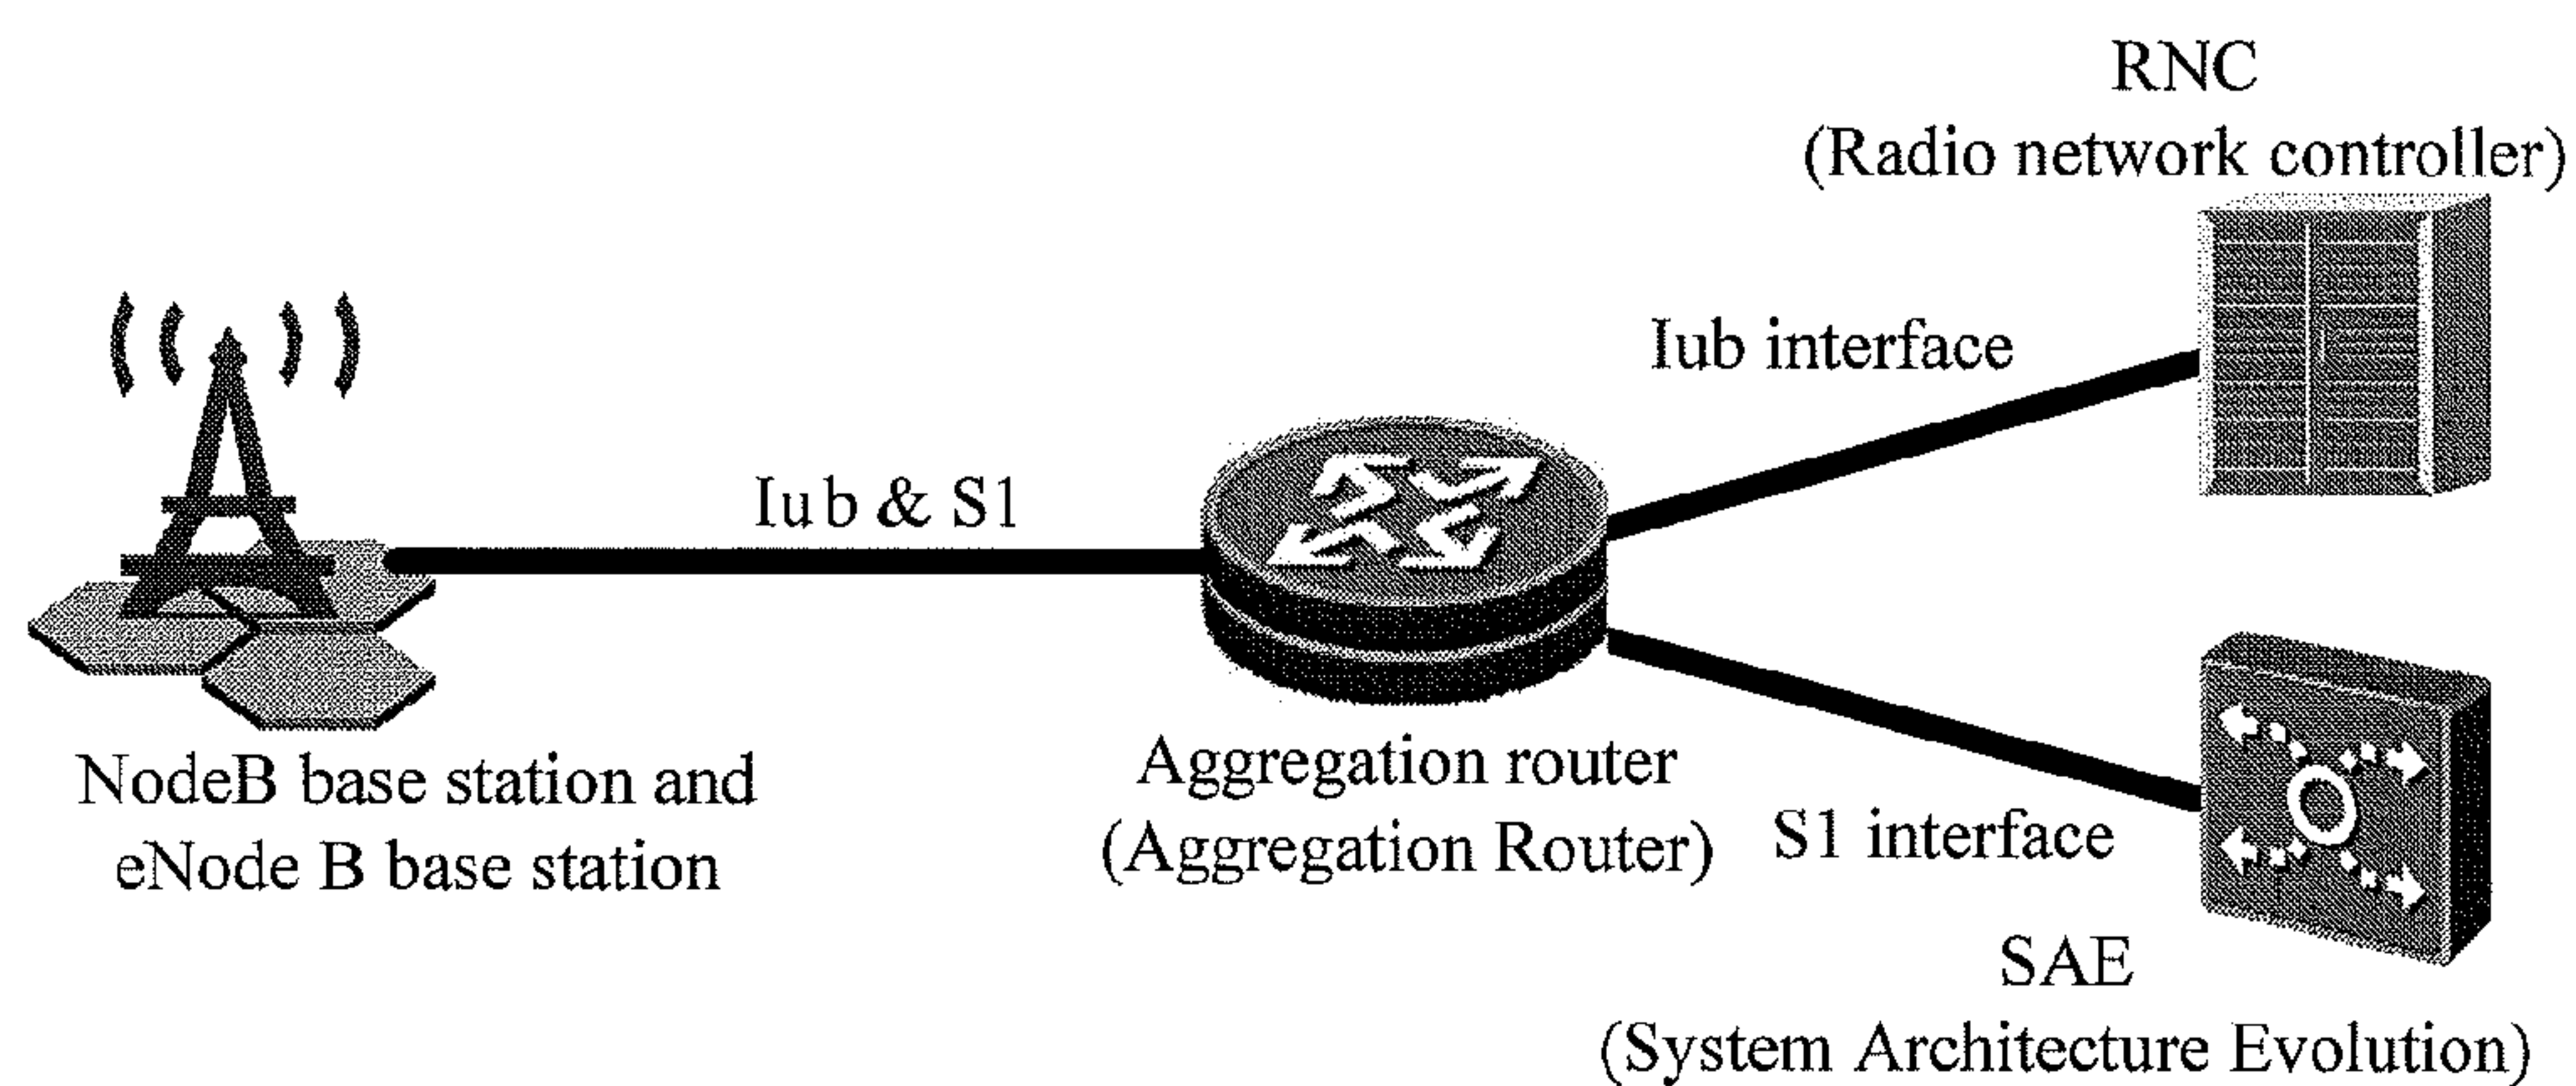 RNC
(Radio network controller)
Iub interface
Iub & S1
NodeB base station and
eNode B base station
Aggregation router
(Aggregation Router)
S1 interface
SAE
(System Architecture Evolution)